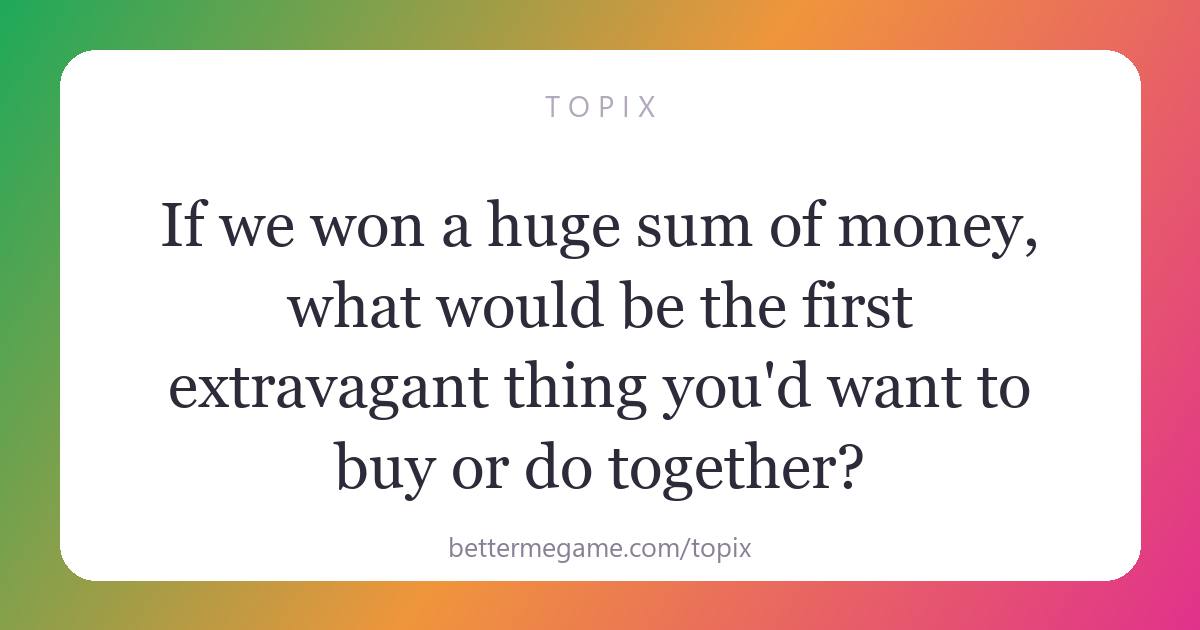 TOPIX
If we won a huge sum of money,
what would be the first
extravagant thing you'd want to
buy or do together?
bettermegame.com/topix